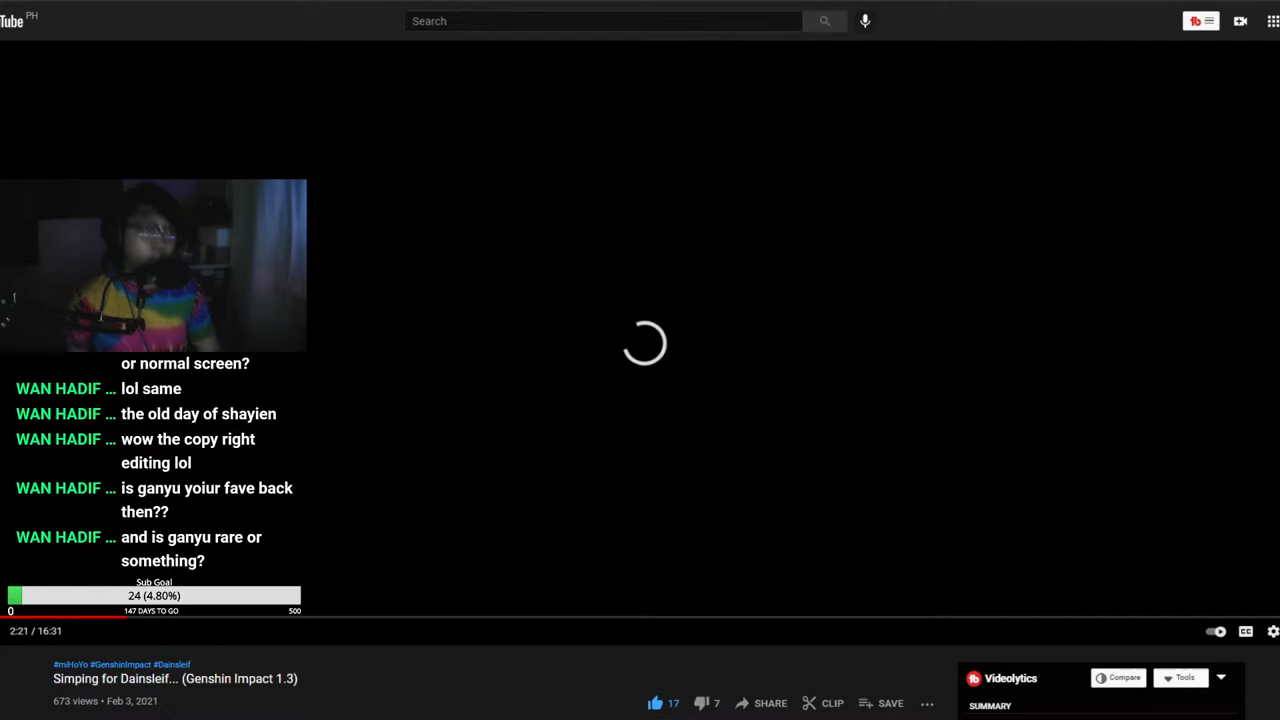 Tube PH
Search
or normal screen?
WAN HADIF ... lol same
WAN HADIF ... the old day of shayien
WAN HADIF ... wow the copy right
editing lol
WAN HADIF ... is ganyu yoiur fave back
then??
WAN HADIF ... and is ganyu rare or
something?
Sub Goal
24 (4.80%)
0 147 DAYS TO GO 500
2:21 / 16:31
CC
#miHoYo #GenshinImpact #Dainsleif
Simping for Dainsleif... (Genshin Impact 1.3)
673 views • Feb 3, 2021
17 7 SHARE CLIP SAVE ...
tb Videolytics Compare Tools
SUMMARY